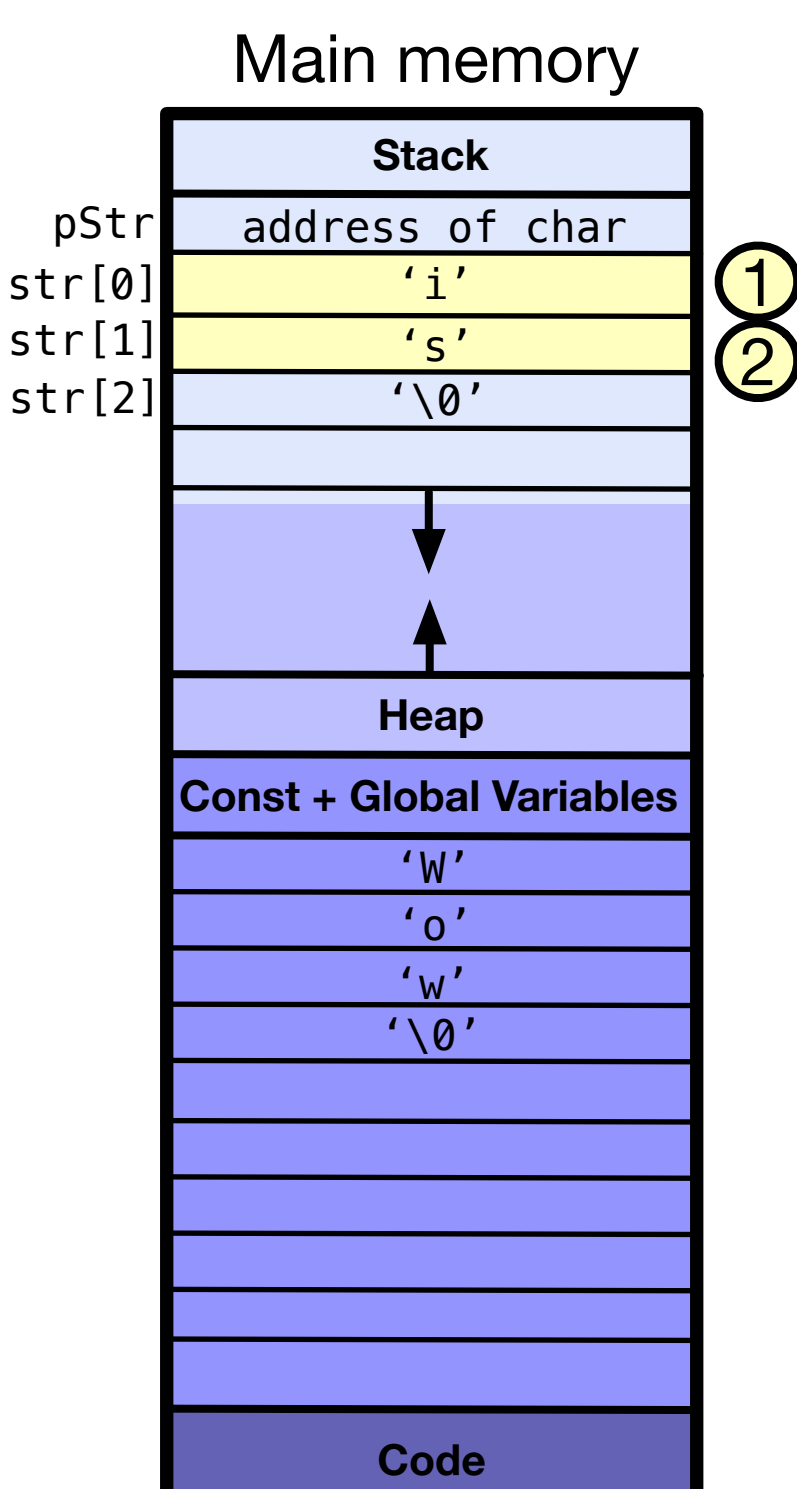 Main memory
Stack
pStr address of char
str[0] ‘i’ 1
str[1] ‘s’ 2
str[2] ‘\0’
Heap
Const + Global Variables
‘W’
‘o’
‘w’
‘\0’
Code